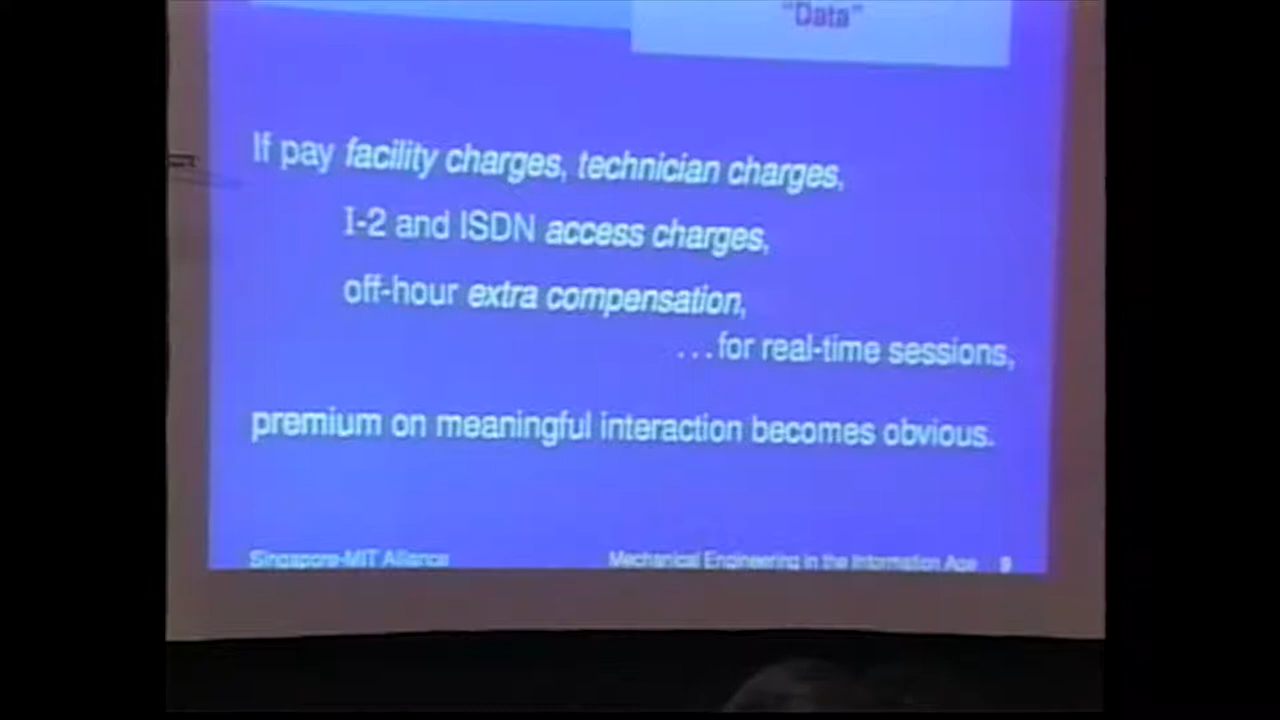 "Data"
If pay facility charges, technician charges,
I-2 and ISDN access charges,
off-hour extra compensation,
...for real-time sessions,
premium on meaningful interaction becomes obvious.
Singapore-MIT Alliance
Mechanical Engineering in the Information Age 9